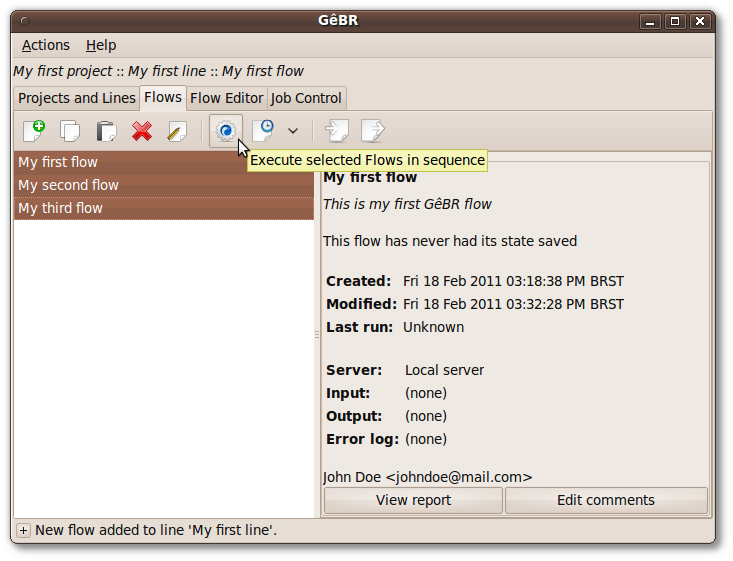 GêBR
Actions Help
My first project :: My first line :: My first flow
Projects and Lines Flows Flow Editor Job Control
Execute selected Flows in sequence
My first flow
My second flow
My third flow
My first flow
This is my first GêBR flow
This flow has never had its state saved
Created: Fri 18 Feb 2011 03:18:38 PM BRST
Modified: Fri 18 Feb 2011 03:32:28 PM BRST
Last run: Unknown
Server: Local server
Input: (none)
Output: (none)
Error log: (none)
John Doe <johndoe@mail.com>
View report Edit comments
New flow added to line 'My first line'.